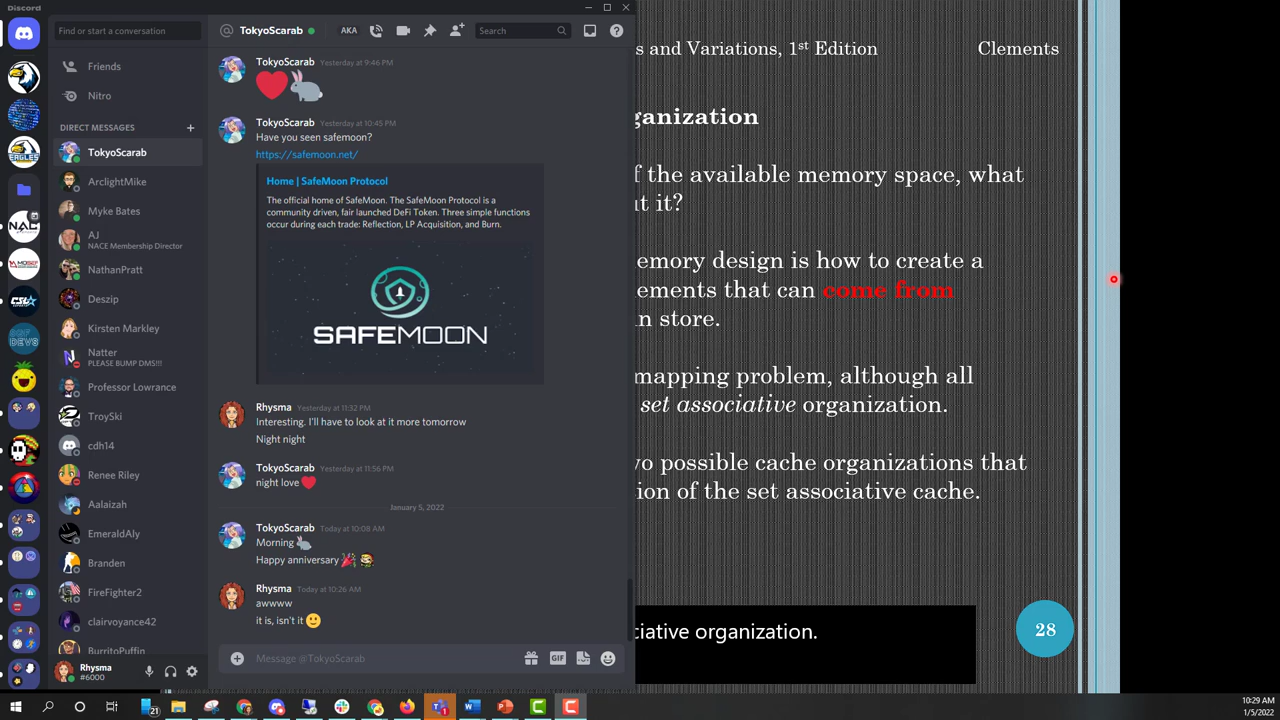 Discord
Find or start a conversation
Friends
Nitro
DIRECT MESSAGES
TokyoScarab
ArclightMike
Myke Bates
AJ
NACE Membership Director
NathanPratt
Deszip
Kirsten Markley
Natter
PLEASE BUMP DMS!!!
Professor Lowrance
TroySki
cdh14
Renee Riley
Aalaizah
EmeraldAly
Branden
FireFighter2
clairvoyance42
BurritoPuffin
Rhysma
#6000
@ TokyoScarab
AKA
Search
TokyoScarab Yesterday at 9:46 PM
TokyoScarab Yesterday at 10:45 PM
Have you seen safemoon?
https://safemoon.net/
Home | SafeMoon Protocol
The official home of SafeMoon. The SafeMoon Protocol is a
community driven, fair launched DeFi Token. Three simple functions
occur during each trade: Reflection, LP Acquisition, and Burn.
SAFEMOON
Rhysma Yesterday at 11:32 PM
Interesting. I'll have to look at it more tomorrow
Night night
TokyoScarab Yesterday at 11:56 PM
night love
January 5, 2022
TokyoScarab Today at 10:08 AM
Morning
Happy anniversary
Rhysma Today at 10:26 AM
awwww
it is, isn't it
Message @TokyoScarab
GIF
s and Variations, 1st Edition Clements
ganization
f the available memory space, what
ut it?
emory design is how to create a
ements that can come from
n store.
mapping problem, although all
set associative organization.
wo possible cache organizations that
ion of the set associative cache.
ciative organization.
28
10:29 AM
1/5/2022